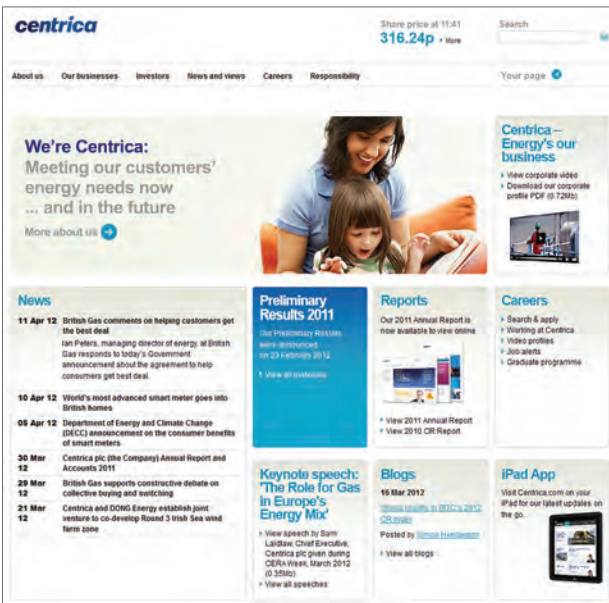 centrica
Share price at 11:41
316.24p › More
Search
About us
Our businesses
Investors
News and views
Careers
Responsibility
Your page
We're Centrica:
Meeting our customers'
energy needs now
... and in the future
More about us
Centrica –
Energy's our
business
View corporate video
Download our corporate
profile PDF (0.72Mb)
News
11 Apr 12 British Gas comments on helping customers get
the best deal
Ian Peters, managing director of energy, at British
Gas responds to today's Government
announcement about the agreement to help
consumers get best deal.
10 Apr 12 World's most advanced smart meter goes into
British homes
05 Apr 12 Department of Energy and Climate Change
(DECC) announcement on the consumer benefits
of smart meters
30 Mar Centrica plc (the Company) Annual Report and
12 Accounts 2011
29 Mar British Gas supports constructive debate on
12 collective buying and switching
21 Mar Centrica and DONG Energy establish joint
12 venture to co-develop Round 3 Irish Sea wind
farm zone
Preliminary
Results 2011
Our Preliminary Results
were announced
on 23 February 2012
View all
Reports
Our 2011 Annual Report is
now available to view online
View 2011 Annual Report
View 2010 CR Report
Careers
Search & apply
Working at Centrica
Video profiles
Job alerts
Graduate programme
Keynote speech:
'The Role for Gas
in Europe's
Energy Mix'
View speech by Sam
Laidlaw, Chief Executive,
Centrica plc given during
CERA Week, March 2012
(0.35Mb)
View all speeches
Blogs
16 Mar 2012
2012
CR
Posted by Simon Henderson
View all blogs
iPad App
Visit Centrica.com on your
iPad for our latest updates on
the go.